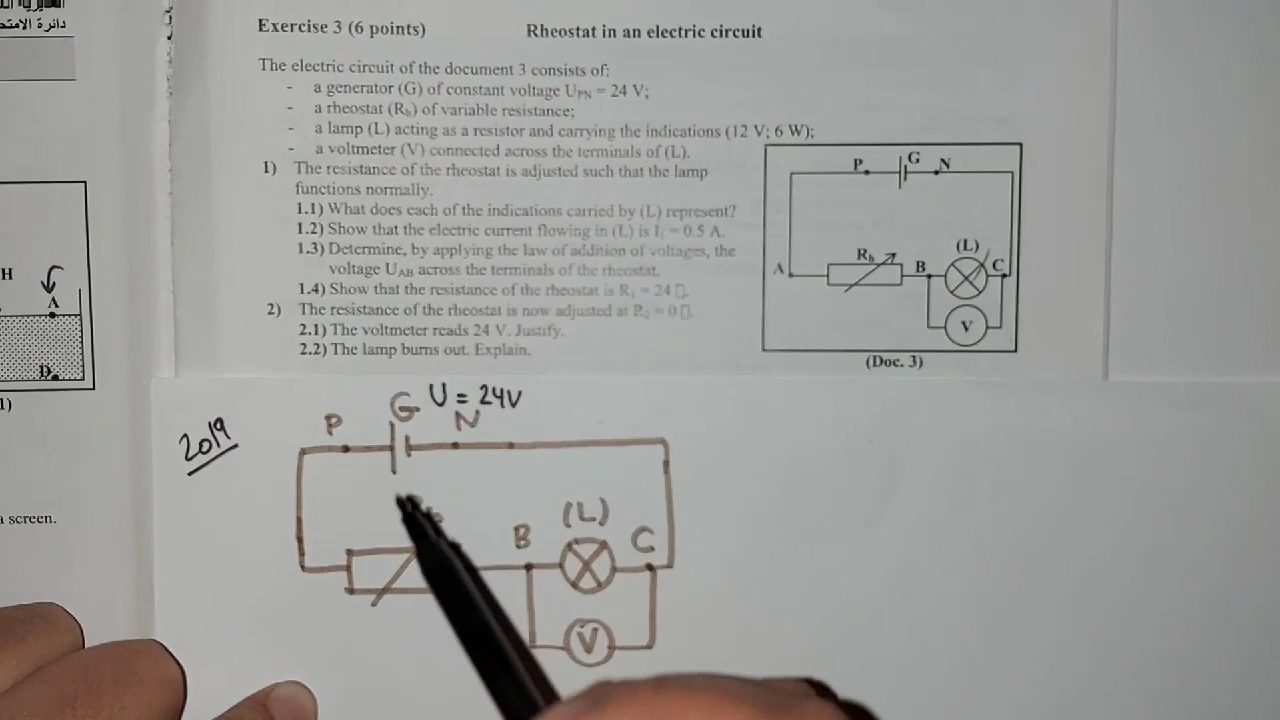 دائرة الامتح
Exercise 3 (6 points)
Rheostat in an electric circuit
The electric circuit of the document 3 consists of:
- a generator (G) of constant voltage UPN = 24 V;
- a rheostat (Rh) of variable resistance;
- a lamp (L) acting as a resistor and carrying the indications (12 V; 6 W);
- a voltmeter (V) connected across the terminals of (L).
1) The resistance of the rheostat is adjusted such that the lamp
functions normally.
1.1) What does each of the indications carried by (L) represent?
1.2) Show that the electric current flowing in (L) is I1 = 0.5 A.
1.3) Determine, by applying the law of addition of voltages, the
voltage UAB across the terminals of the rheostat.
1.4) Show that the resistance of the rheostat is R1 = 24 ▯.
2) The resistance of the rheostat is now adjusted at R2 = 0 ▯.
2.1) The voltmeter reads 24 V. Justify.
2.2) The lamp burns out. Explain.
P G N
(L)
A Rh B C
V
(Doc. 3)
H
A
D
1)
a screen.
2019
P G U = 24V
N
(L)
B C
V